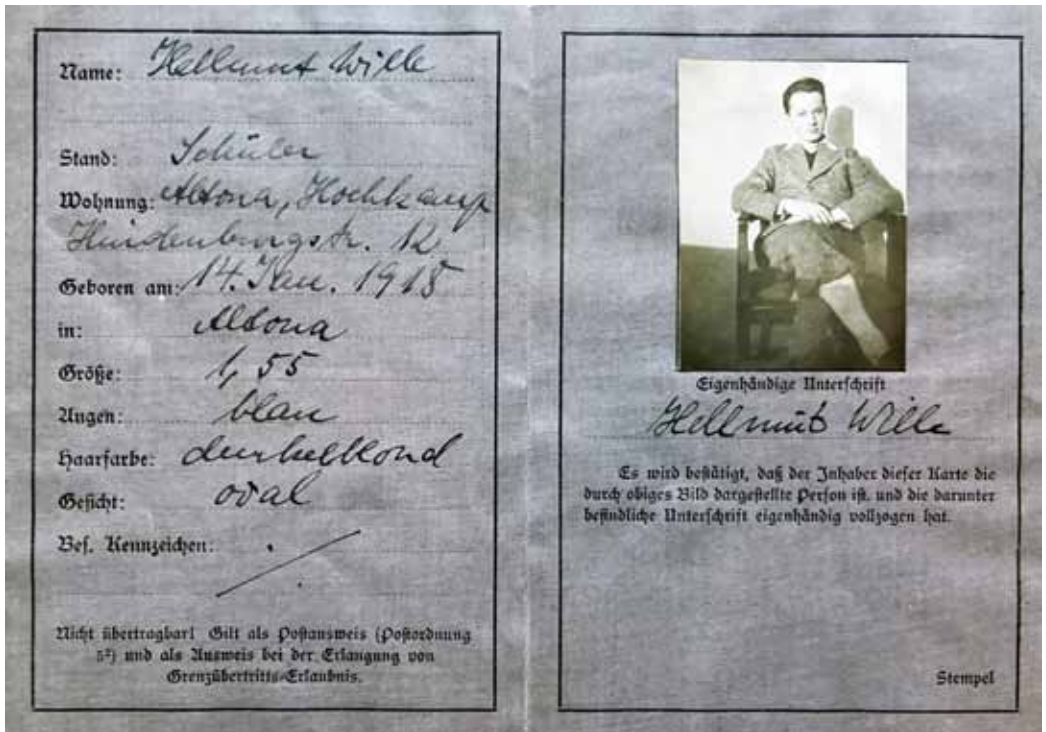 Name: Hellmut Wille
Stand: Schüler
Wohnung: Altona, Hochkamp
Hindenburgstr. 12
Geboren am: 14. Jan. 1918
in: Altona
Größe: 1,55
Augen: blau
Haarfarbe: dunkelblond
Gesicht: oval
Bes. Kennzeichen: ./.
Nicht übertragbar! Gilt als Postausweis (Postordnung
5²) und als Ausweis bei der Erlangung von
Grenzübertritts-Erlaubnis.
Eigenhändige Unterschrift
Hellmut Wille
Es wird bestätigt, daß der Inhaber dieser Karte die
durch obiges Bild dargestellte Person ist, und die darunter
befindliche Unterschrift eigenhändig vollzogen hat.
Stempel